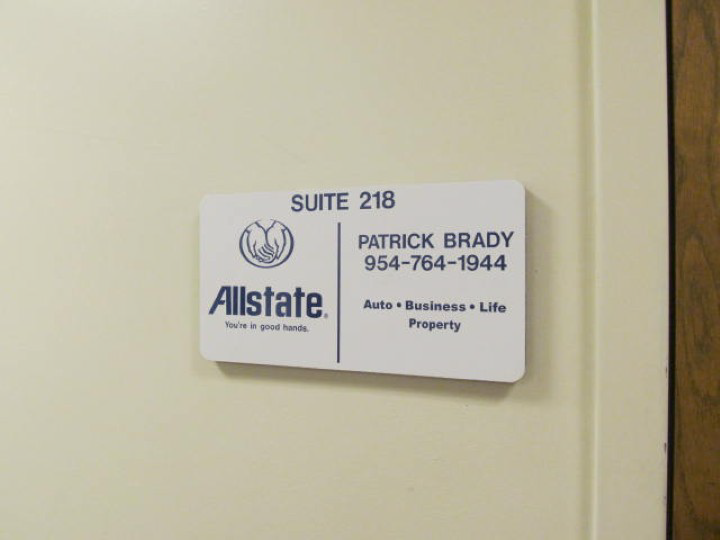 SUITE 218
Allstate®
You're in good hands.
PATRICK BRADY
954-764-1944
Auto • Business • Life
Property